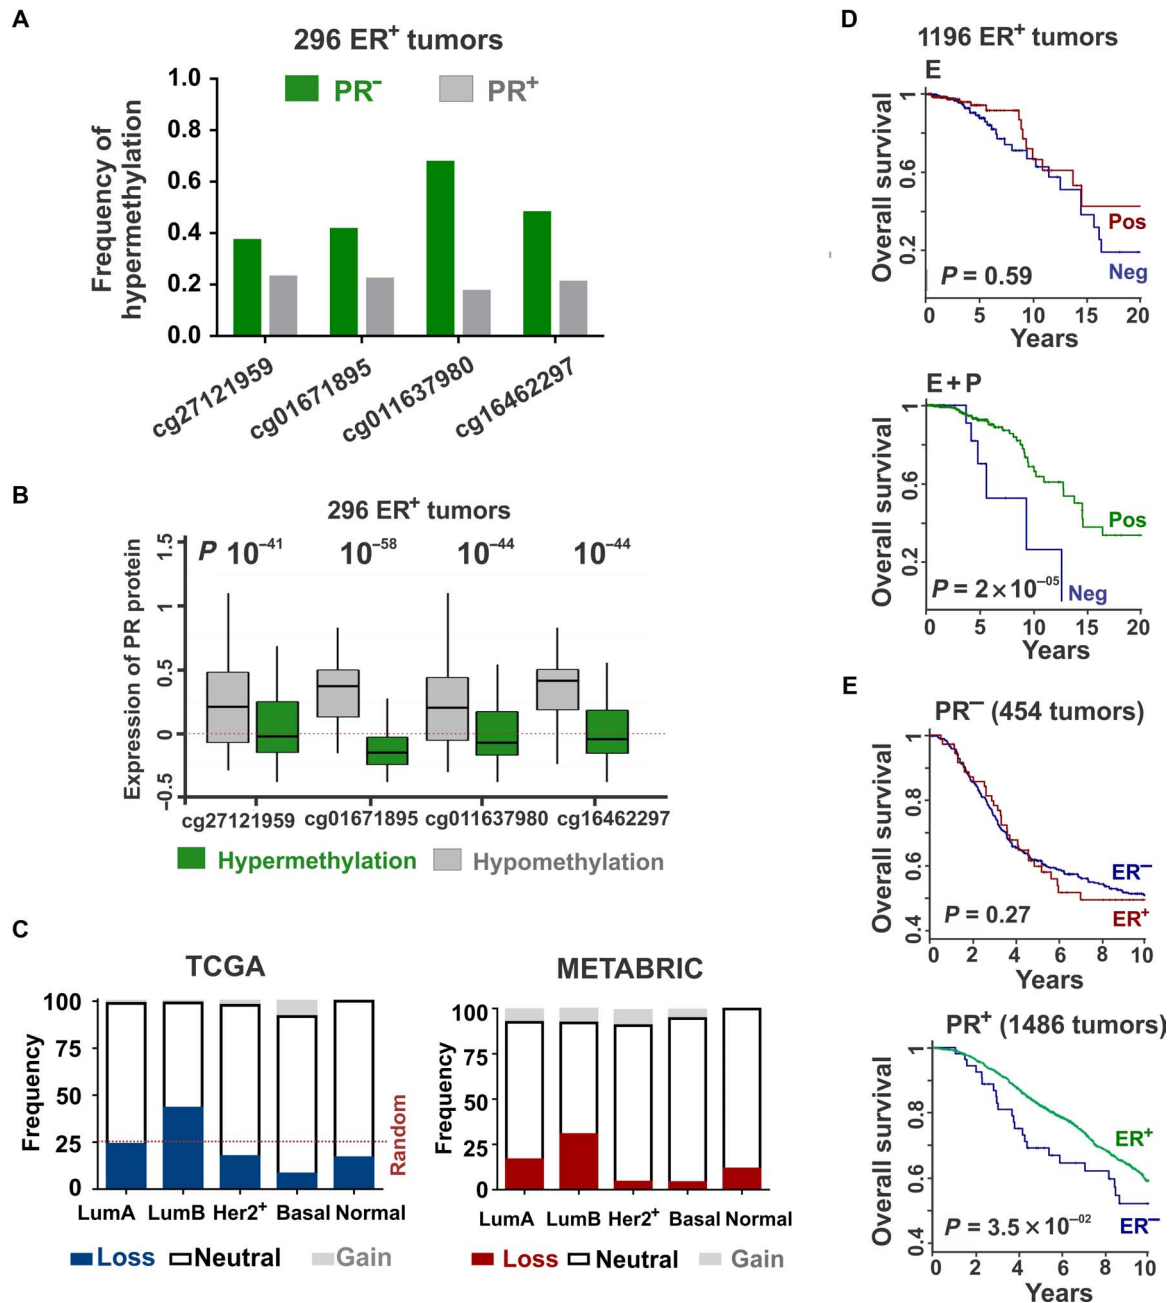 A
296 ER⁺ tumors
PR⁻ PR⁺
Frequency of
hypermethylation
1.0
0.8
0.6
0.4
0.2
0.0
cg27121959 cg01671895 cg011637980 cg16462297
B
296 ER⁺ tumors
P 10⁻⁴¹ 10⁻⁵⁸ 10⁻⁴⁴ 10⁻⁴⁴
Expression of PR protein
1.5
1
0.5
0
−0.5
cg27121959 cg01671895 cg011637980 cg16462297
Hypermethylation Hypomethylation
C
TCGA
Frequency
100
75
50
25
0
Random
LumA LumB Her2⁺ Basal Normal
Loss Neutral Gain
METABRIC
Frequency
100
75
50
25
0
LumA LumB Her2⁺ Basal Normal
Loss Neutral Gain
D
1196 ER⁺ tumors
E
Overall survival
1
0.6
0.2
Pos
Neg
P = 0.59
0 5 10 15 20
Years
E + P
Overall survival
1
0.6
0.2
Pos
Neg
P = 2 × 10⁻⁰⁵
0 5 10 15 20
Years
E
PR⁻ (454 tumors)
Overall survival
1
0.8
0.6
0.4
ER⁻
ER⁺
P = 0.27
0 2 4 6 8 10
Years
PR⁺ (1486 tumors)
Overall survival
1
0.8
0.6
0.4
ER⁺
ER⁻
P = 3.5 × 10⁻⁰²
0 2 4 6 8 10
Years